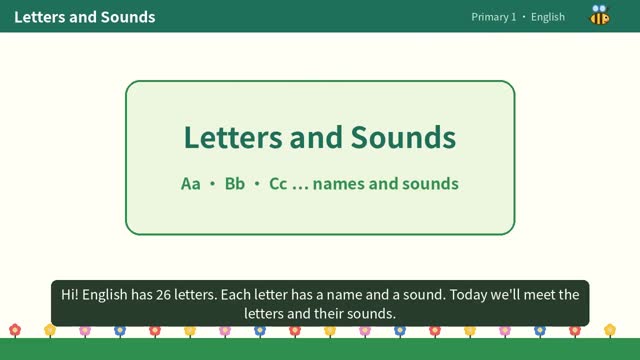 Letters and Sounds
Primary 1 • English
Letters and Sounds
Aa • Bb • Cc ... names and sounds
Hi! English has 26 letters. Each letter has a name and a sound. Today we'll meet the
letters and their sounds.